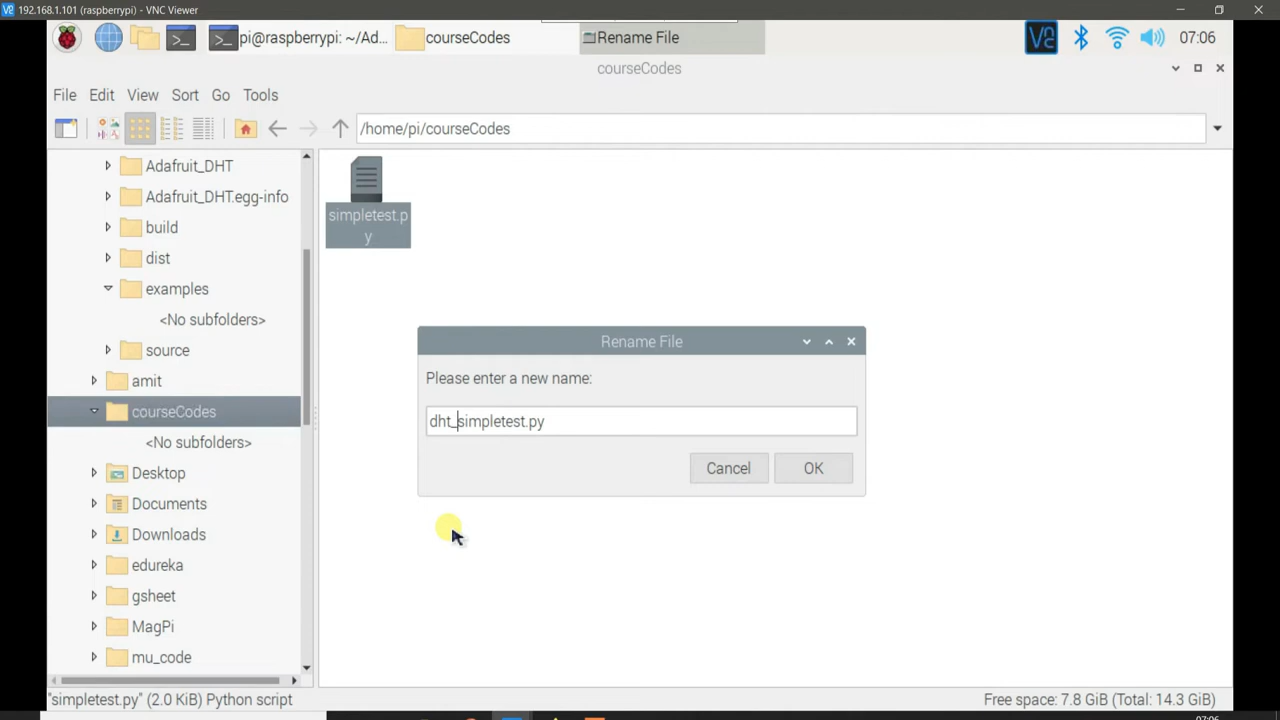 192.168.1.101 (raspberrypi) - VNC Viewer
pi@raspberrypi: ~/Ad...
courseCodes
Rename File
07:06
courseCodes
File Edit View Sort Go Tools
/home/pi/courseCodes
Adafruit_DHT
Adafruit_DHT.egg-info
build
dist
examples
<No subfolders>
source
amit
courseCodes
<No subfolders>
Desktop
Documents
Downloads
edureka
gsheet
MagPi
mu_code
simpletest.p
y
Rename File
Please enter a new name:
dht_simpletest.py
Cancel OK
"simpletest.py" (2.0 KiB) Python script
Free space: 7.8 GiB (Total: 14.3 GiB)
07:06